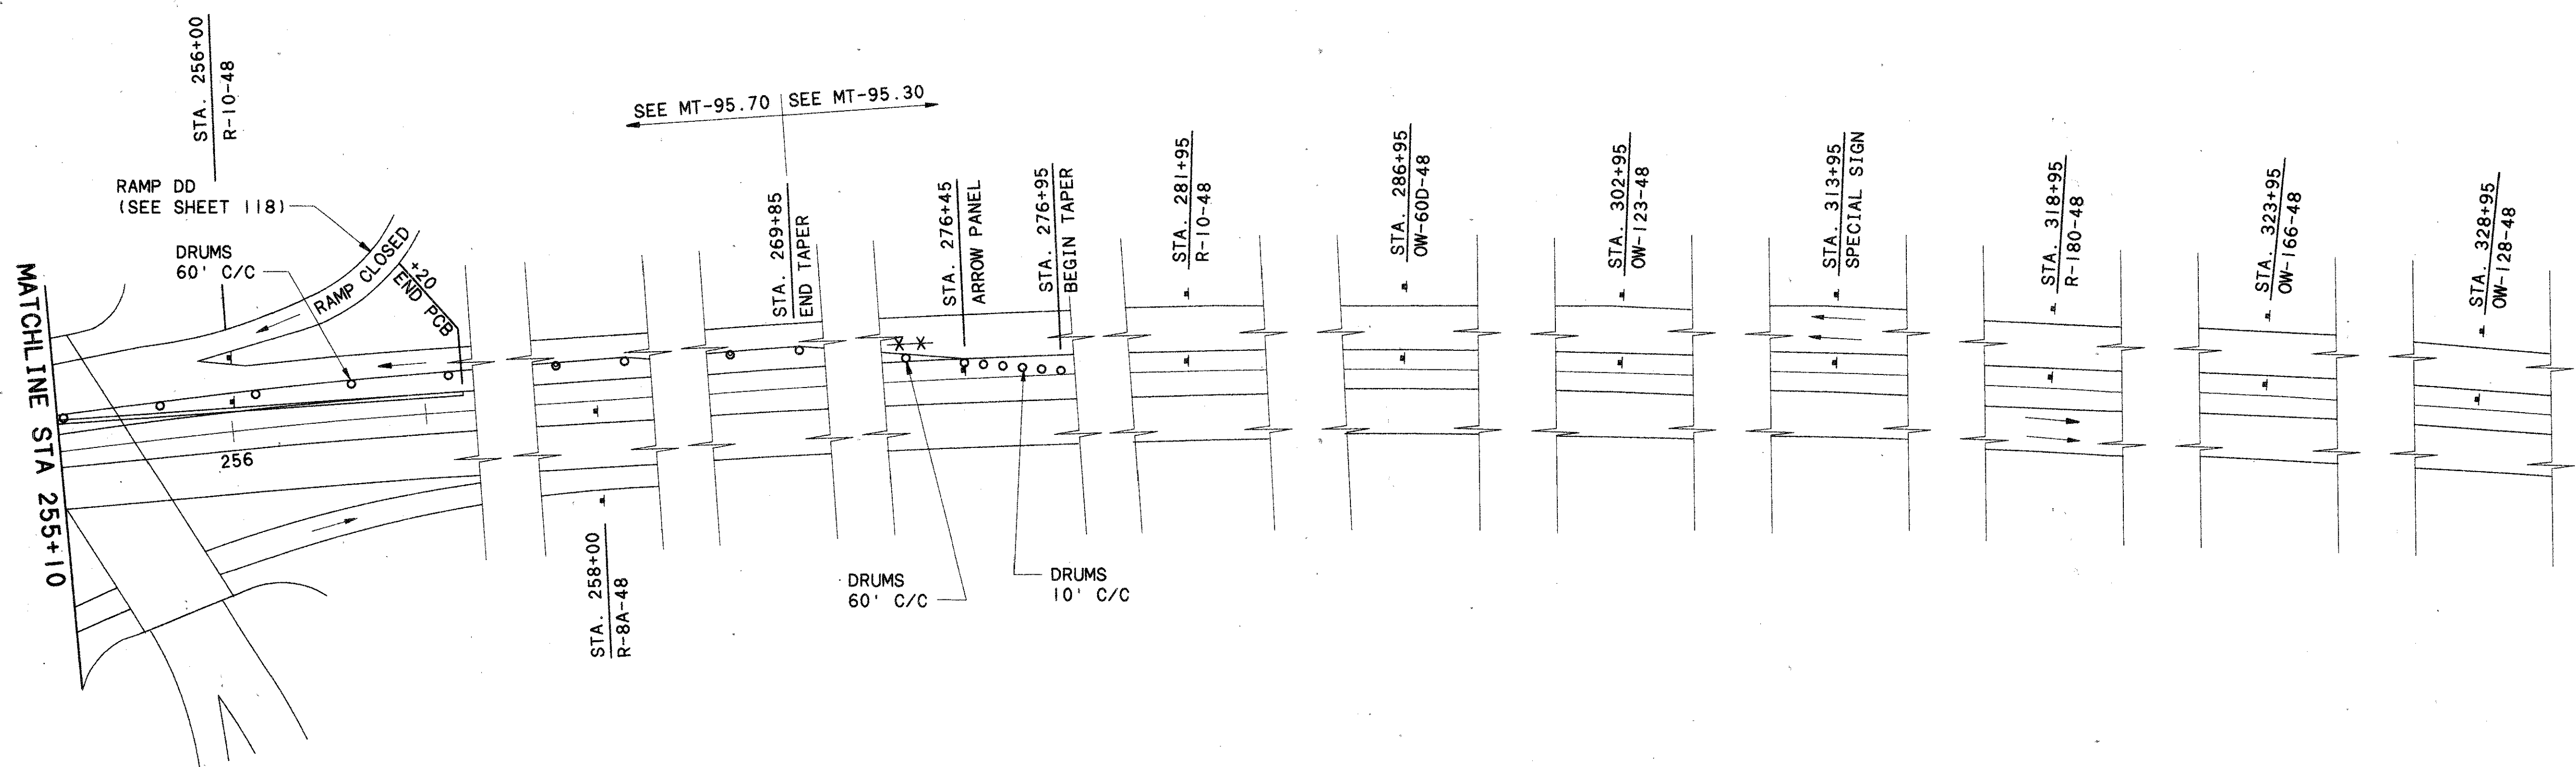 STA. 256+00
R-10-48
RAMP DD
(SEE SHEET 118)
DRUMS
60' C/C
RAMP CLOSED
+20
END PCB
MATCHLINE STA 255+10
256
SEE MT-95.70
SEE MT-95.30
STA. 258+00
R-8A-48
STA. 269+85
END TAPER
STA. 276+45
ARROW PANEL
STA. 276+95
BEGIN TAPER
DRUMS
60' C/C
DRUMS
10' C/C
STA. 281+95
R-10-48
STA. 286+95
OW-60D-48
STA. 302+95
OW-123-48
STA. 313+95
SPECIAL SIGN
STA. 318+95
R-180-48
STA. 323+95
OW-166-48
STA. 328+95
OW-128-48